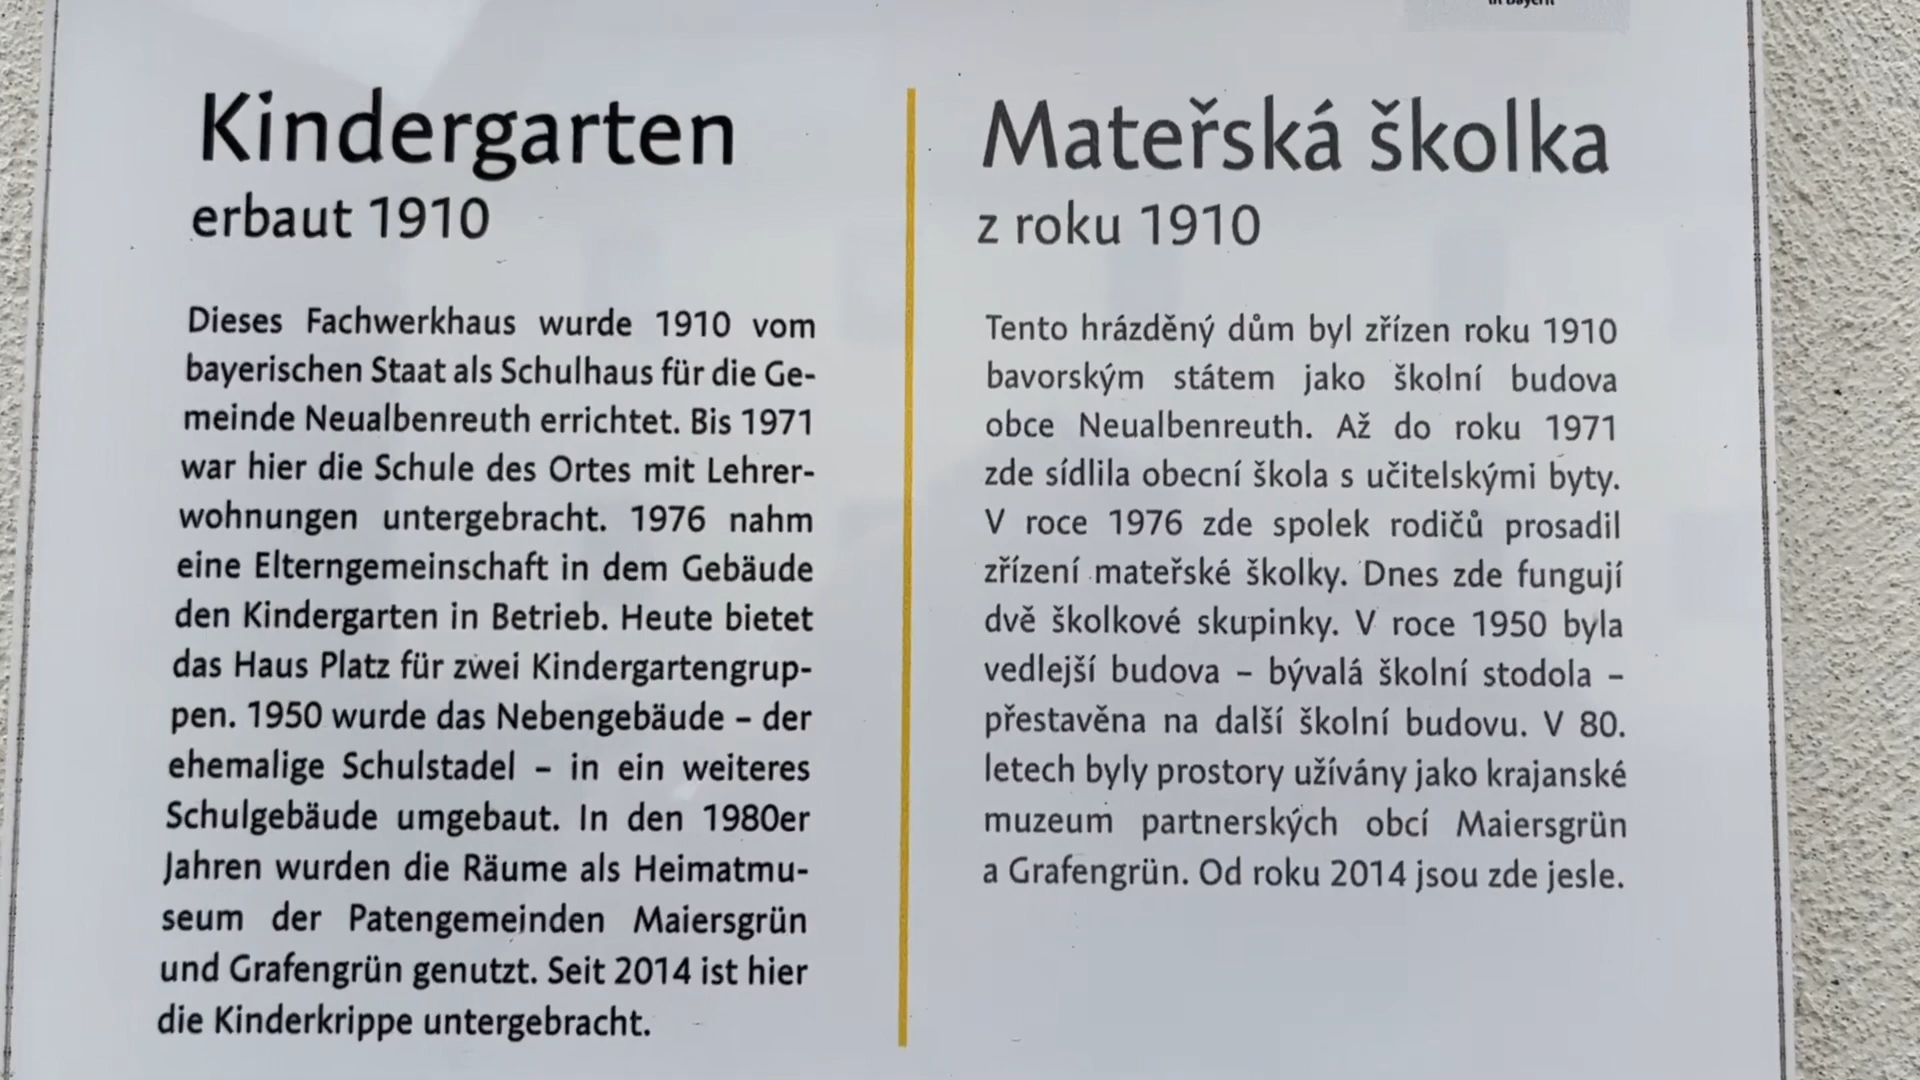 in Bayern
Kindergarten
erbaut 1910
Dieses Fachwerkhaus wurde 1910 vom
bayerischen Staat als Schulhaus für die Ge-
meinde Neualbenreuth errichtet. Bis 1971
war hier die Schule des Ortes mit Lehrer-
wohnungen untergebracht. 1976 nahm
eine Elterngemeinschaft in dem Gebäude
den Kindergarten in Betrieb. Heute bietet
das Haus Platz für zwei Kindergartengrup-
pen. 1950 wurde das Nebengebäude – der
ehemalige Schulstadel – in ein weiteres
Schulgebäude umgebaut. In den 1980er
Jahren wurden die Räume als Heimatmu-
seum der Patengemeinden Maiersgrün
und Grafengrün genutzt. Seit 2014 ist hier
die Kinderkrippe untergebracht.
Mateřská školka
z roku 1910
Tento hrázděný dům byl zřízen roku 1910
bavorským státem jako školní budova
obce Neualbenreuth. Až do roku 1971
zde sídlila obecní škola s učitelskými byty.
V roce 1976 zde spolek rodičů prosadil
zřízení mateřské školky. Dnes zde fungují
dvě školkové skupinky. V roce 1950 byla
vedlejší budova – bývalá školní stodola –
přestavěna na další školní budovu. V 80.
letech byly prostory užívány jako krajanské
muzeum partnerských obcí Maiersgrün
a Grafengrün. Od roku 2014 jsou zde jesle.